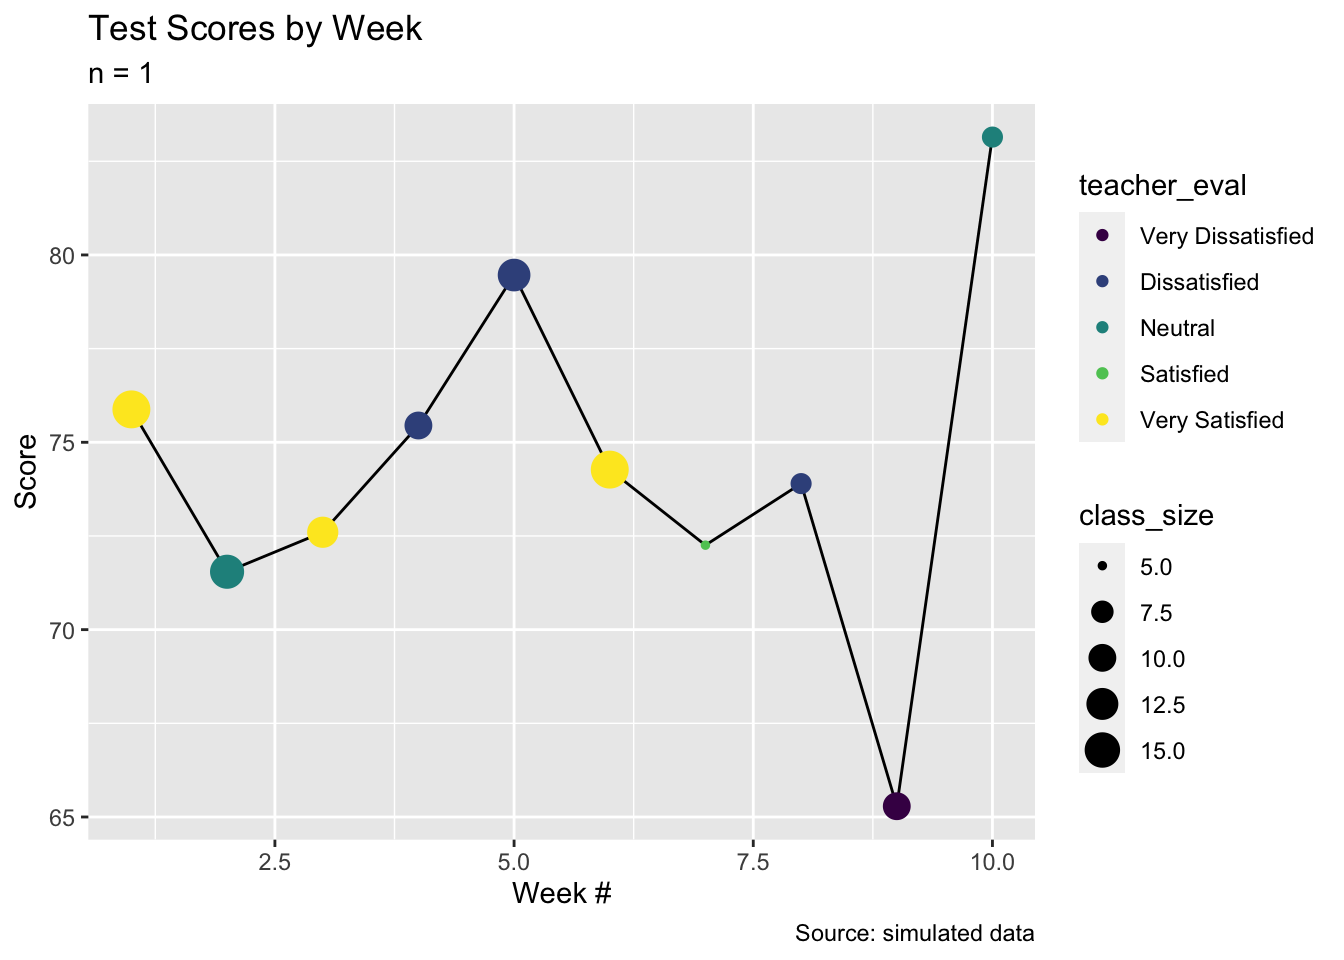 Test Scores by Week
n = 1
80
75
70
65
Score
2.5
5.0
7.5
10.0
Week #
teacher_eval
Very Dissatisfied
Dissatisfied
Neutral
Satisfied
Very Satisfied
class_size
5.0
7.5
10.0
12.5
15.0
Source: simulated data